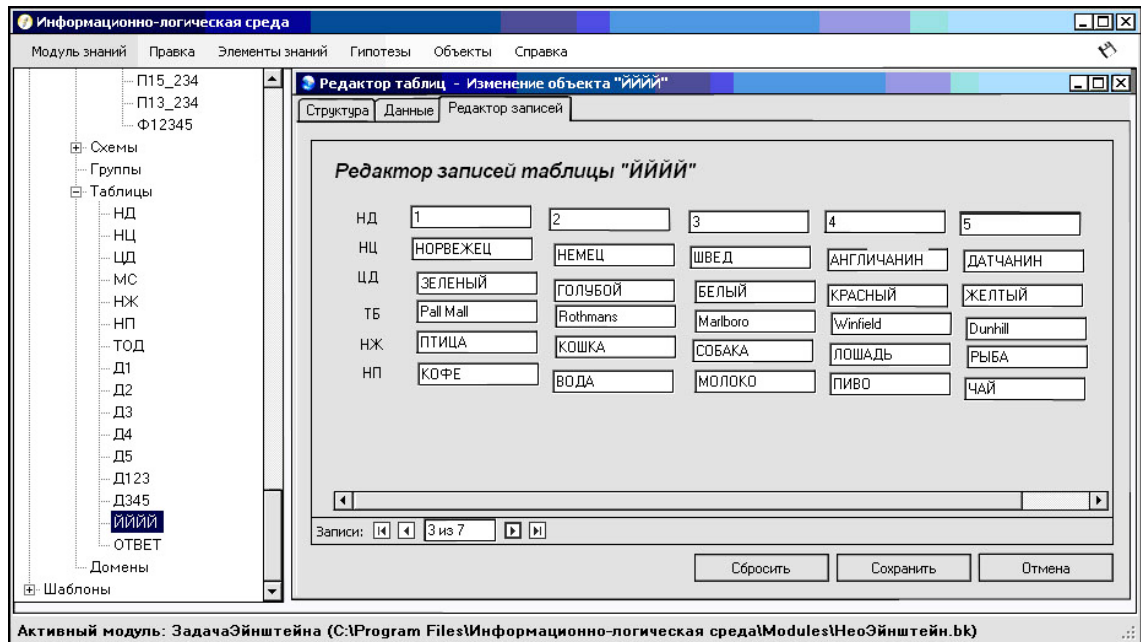 Информационно-логическая среда
Модуль знаний Правка Элементы знаний Гипотезы Объекты Справка
П15_234
П13_234
Ф12345
Схемы
Группы
Таблицы
НД
НЦ
ЦД
МС
НЖ
НП
ТОД
Д1
Д2
Д3
Д4
Д5
Д123
Д345
ЙЙЙЙ
ОТВЕТ
Домены
Шаблоны
Редактор таблиц - Изменение объекта "ЙЙЙЙ"
Структура Данные Редактор записей
Редактор записей таблицы "ЙЙЙЙ"
НД 1 2 3 4 5
НЦ НОРВЕЖЕЦ НЕМЕЦ ШВЕД АНГЛИЧАНИН ДАТЧАНИН
ЦД ЗЕЛЕНЫЙ ГОЛУБОЙ БЕЛЫЙ КРАСНЫЙ ЖЕЛТЫЙ
ТБ Pall Mall Rothmans Marlboro Winfield Dunhill
НЖ ПТИЦА КОШКА СОБАКА ЛОШАДЬ РЫБА
НП КОФЕ ВОДА МОЛОКО ПИВО ЧАЙ
Записи: 3 из 7
Сбросить Сохранить Отмена
Активный модуль: ЗадачаЭйнштейна (C:\Program Files\Информационно-логическая среда\Modules\НеоЭйнштейн.bk)